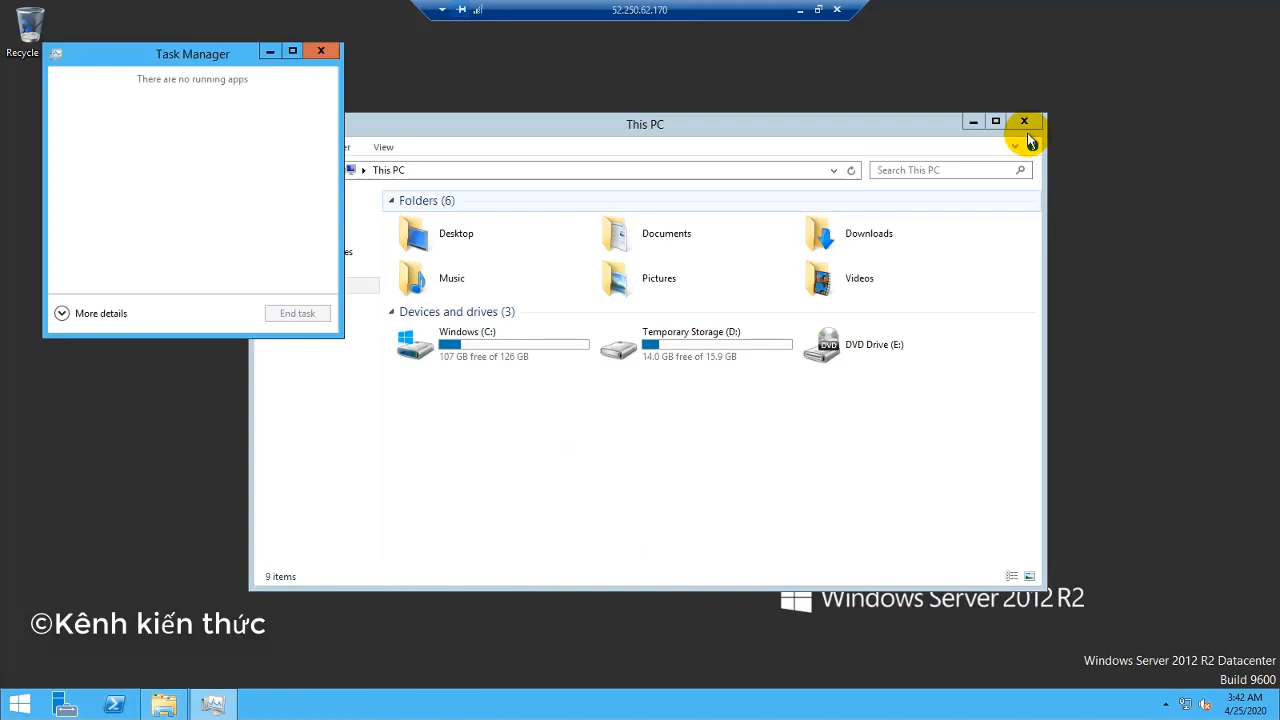 52.250.62.170
Recycle
Task Manager
There are no running apps
More details
End task
This PC
View
This PC
Search This PC
Folders (6)
Desktop
Documents
Downloads
Music
Pictures
Videos
Devices and drives (3)
Windows (C:)
107 GB free of 126 GB
Temporary Storage (D:)
14.0 GB free of 15.9 GB
DVD
DVD Drive (E:)
9 items
Windows Server 2012 R2
©Kênh kiến thức
Windows Server 2012 R2 Datacenter
Build 9600
3:42 AM
4/25/2020